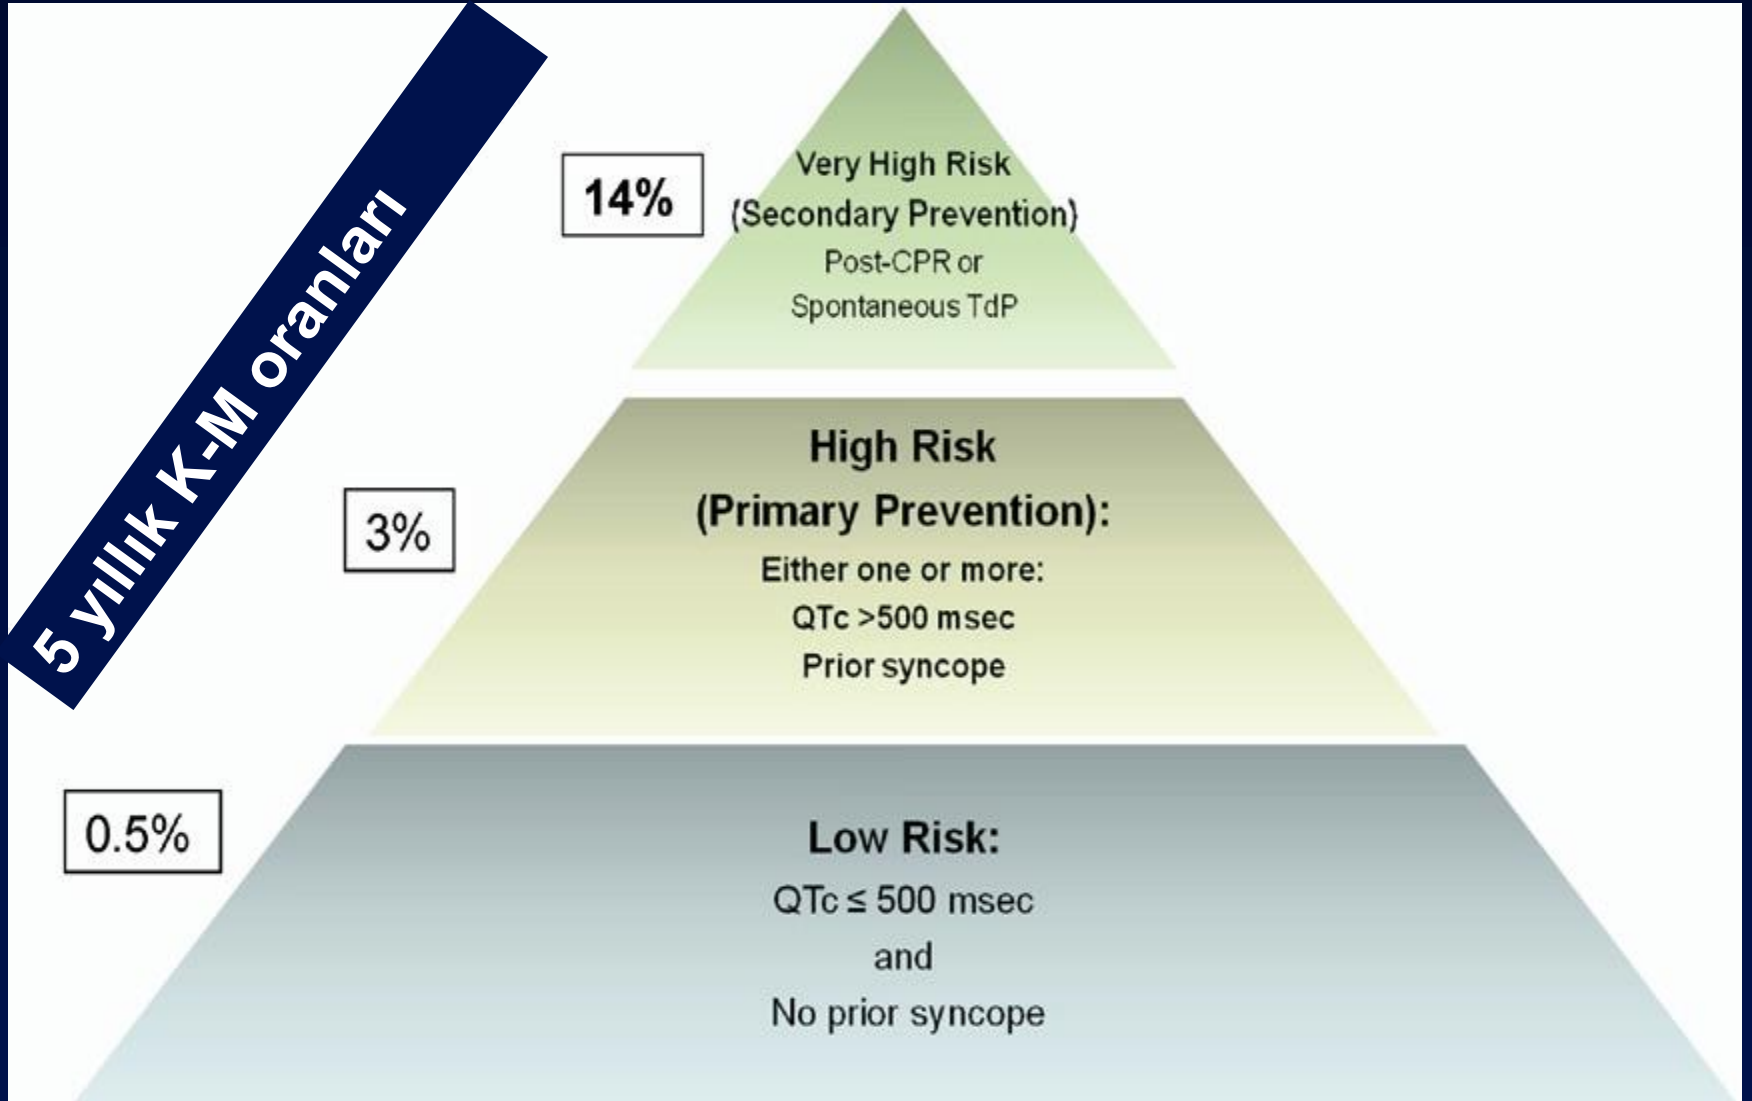 5 yıllık K-M oranları
14%
Very High Risk
(Secondary Prevention)
Post-CPR or
Spontaneous TdP
3%
High Risk
(Primary Prevention):
Either one or more:
QTc >500 msec
Prior syncope
0.5%
Low Risk:
QTc ≤ 500 msec
and
No prior syncope